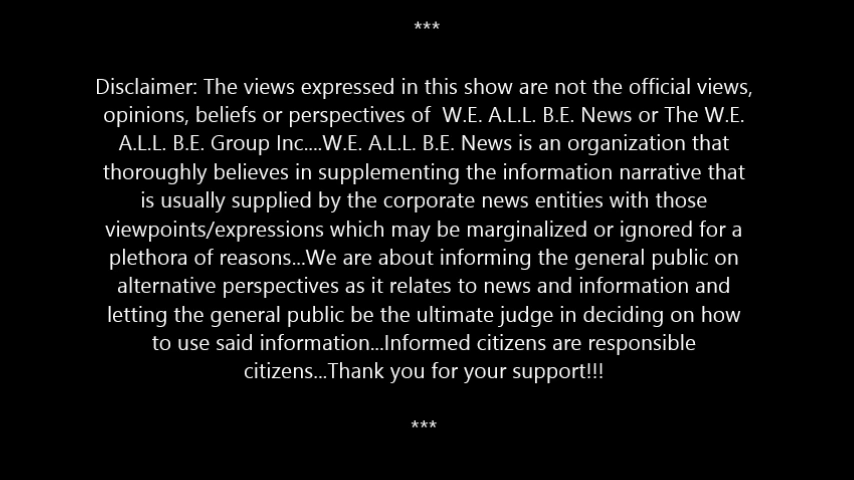 ***
Disclaimer: The views expressed in this show are not the official views,
opinions, beliefs or perspectives of  W.E. A.L.L. B.E. News or The W.E.
A.L.L. B.E. Group Inc....W.E. A.L.L. B.E. News is an organization that
thoroughly believes in supplementing the information narrative that
is usually supplied by the corporate news entities with those
viewpoints/expressions which may be marginalized or ignored for a
plethora of reasons...We are about informing the general public on
alternative perspectives as it relates to news and information and
letting the general public be the ultimate judge in deciding on how
to use said information...Informed citizens are responsible
citizens...Thank you for your support!!!
***